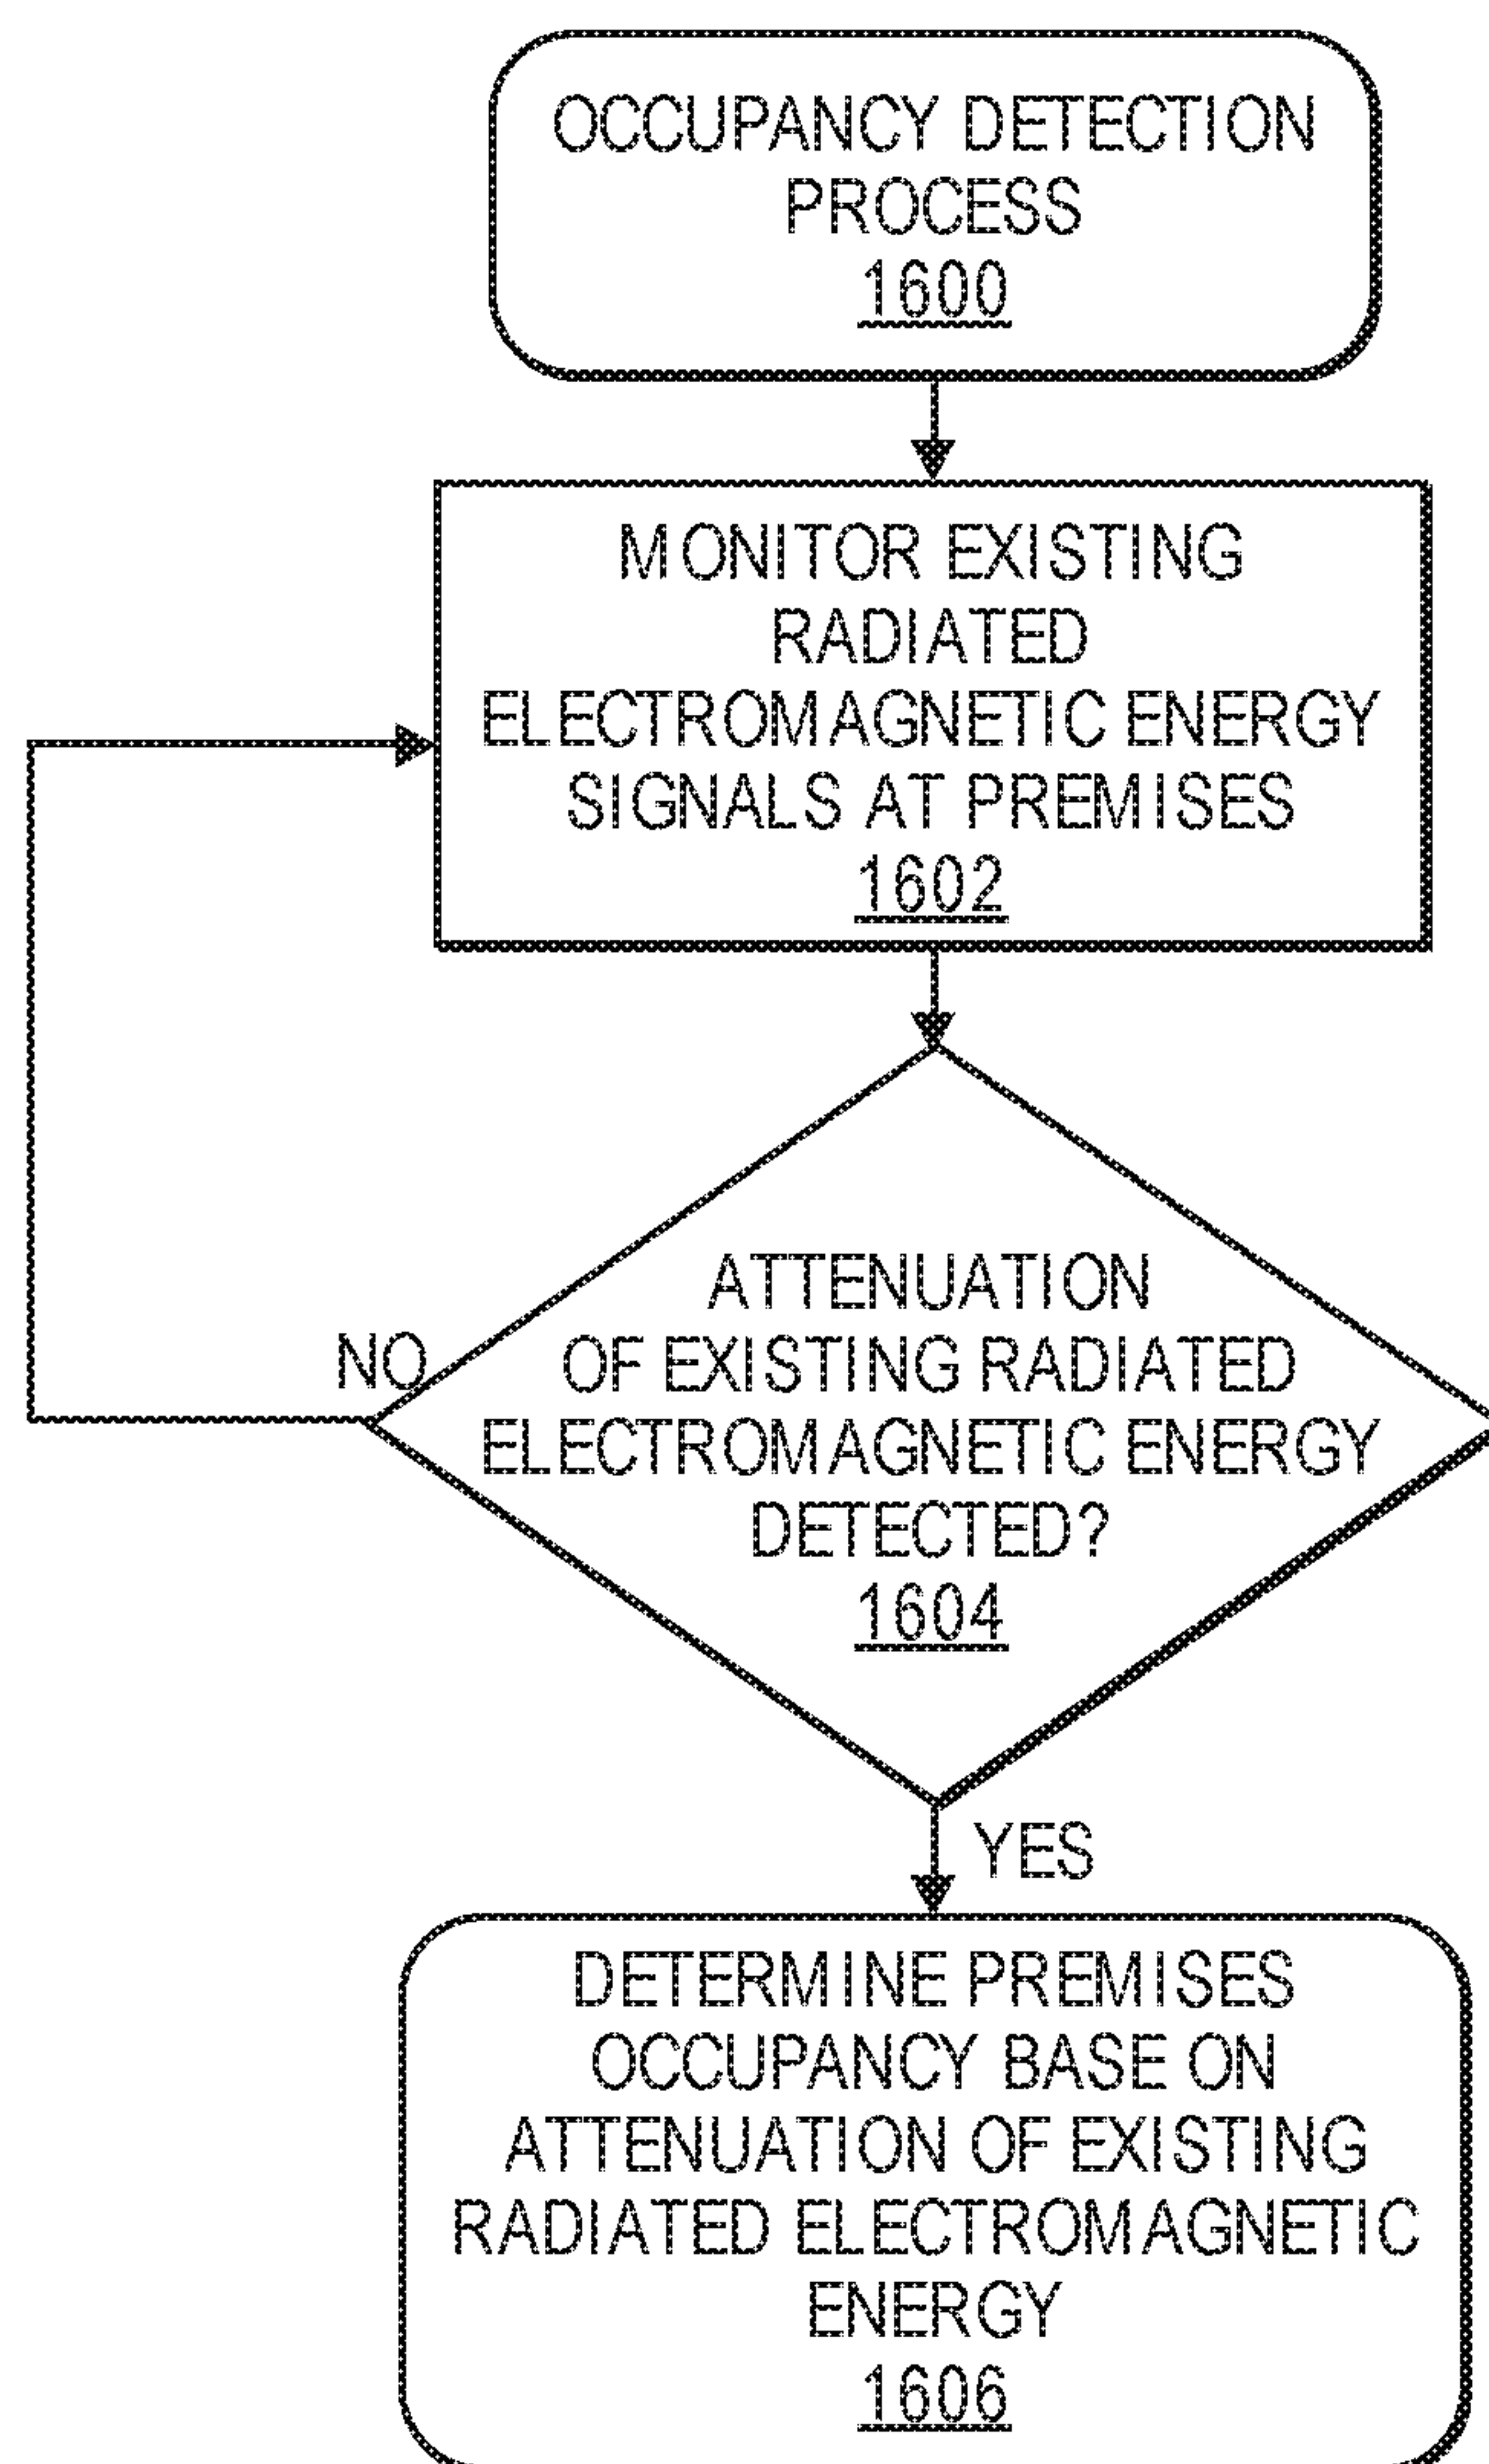 OCCUPANCY DETECTION
PROCESS
1600
MONITOR EXISTING
RADIATED
ELECTROMAGNETIC ENERGY
SIGNALS AT PREMISES
1602
NO
ATTENUATION
OF EXISTING RADIATED
ELECTROMAGNETIC ENERGY
DETECTED?
1604
YES
DETERMINE PREMISES
OCCUPANCY BASE ON
ATTENUATION OF EXISTING
RADIATED ELECTROMAGNETIC
ENERGY
1606